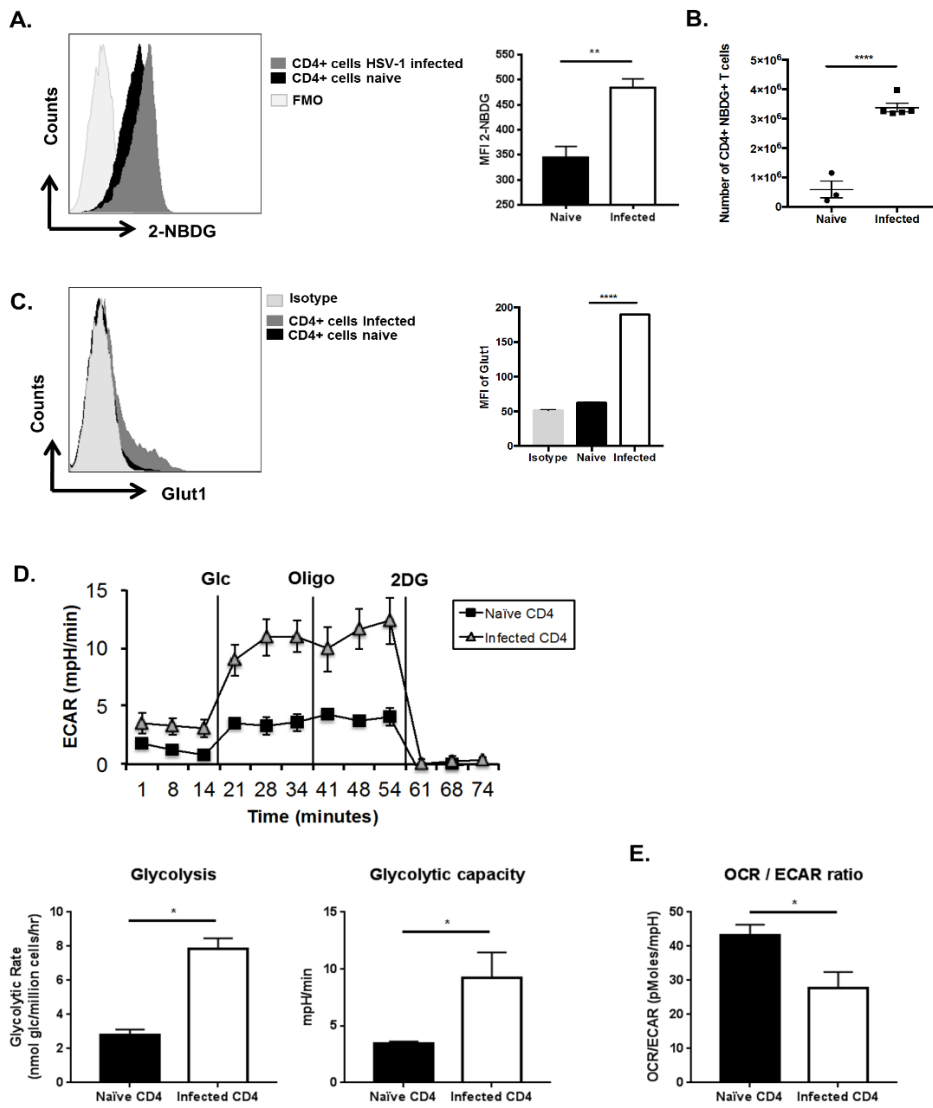 A.
Counts
2-NBDG
CD4+ cells HSV-1 infected
CD4+ cells naive
FMO
MFI 2-NBDG
500
450
400
350
300
250
**
Naive
Infected
B.
Number of CD4+ NBDG+ T cells
5×10⁶
4×10⁶
3×10⁶
2×10⁶
1×10⁶
0
****
Naive
Infected
C.
Counts
Glut1
Isotype
CD4+ cells Infected
CD4+ cells naive
MFI of Glut1
200
150
100
50
0
****
Isotype
Naive
Infected
D.
Glc
Oligo
2DG
ECAR (mpH/min)
15
10
5
0
1 8 14 21 28 34 41 48 54 61 68 74
Time (minutes)
Naïve CD4
Infected CD4
Glycolysis
Glycolytic Rate
(nmol glc/million cells/hr)
8
6
4
2
0
*
Naïve CD4
Infected CD4
Glycolytic capacity
mpH/min
15
10
5
0
*
Naïve CD4
Infected CD4
E.
OCR / ECAR ratio
OCR/ECAR (pMoles/mpH)
50
40
30
20
10
0
*
Naïve CD4
Infected CD4